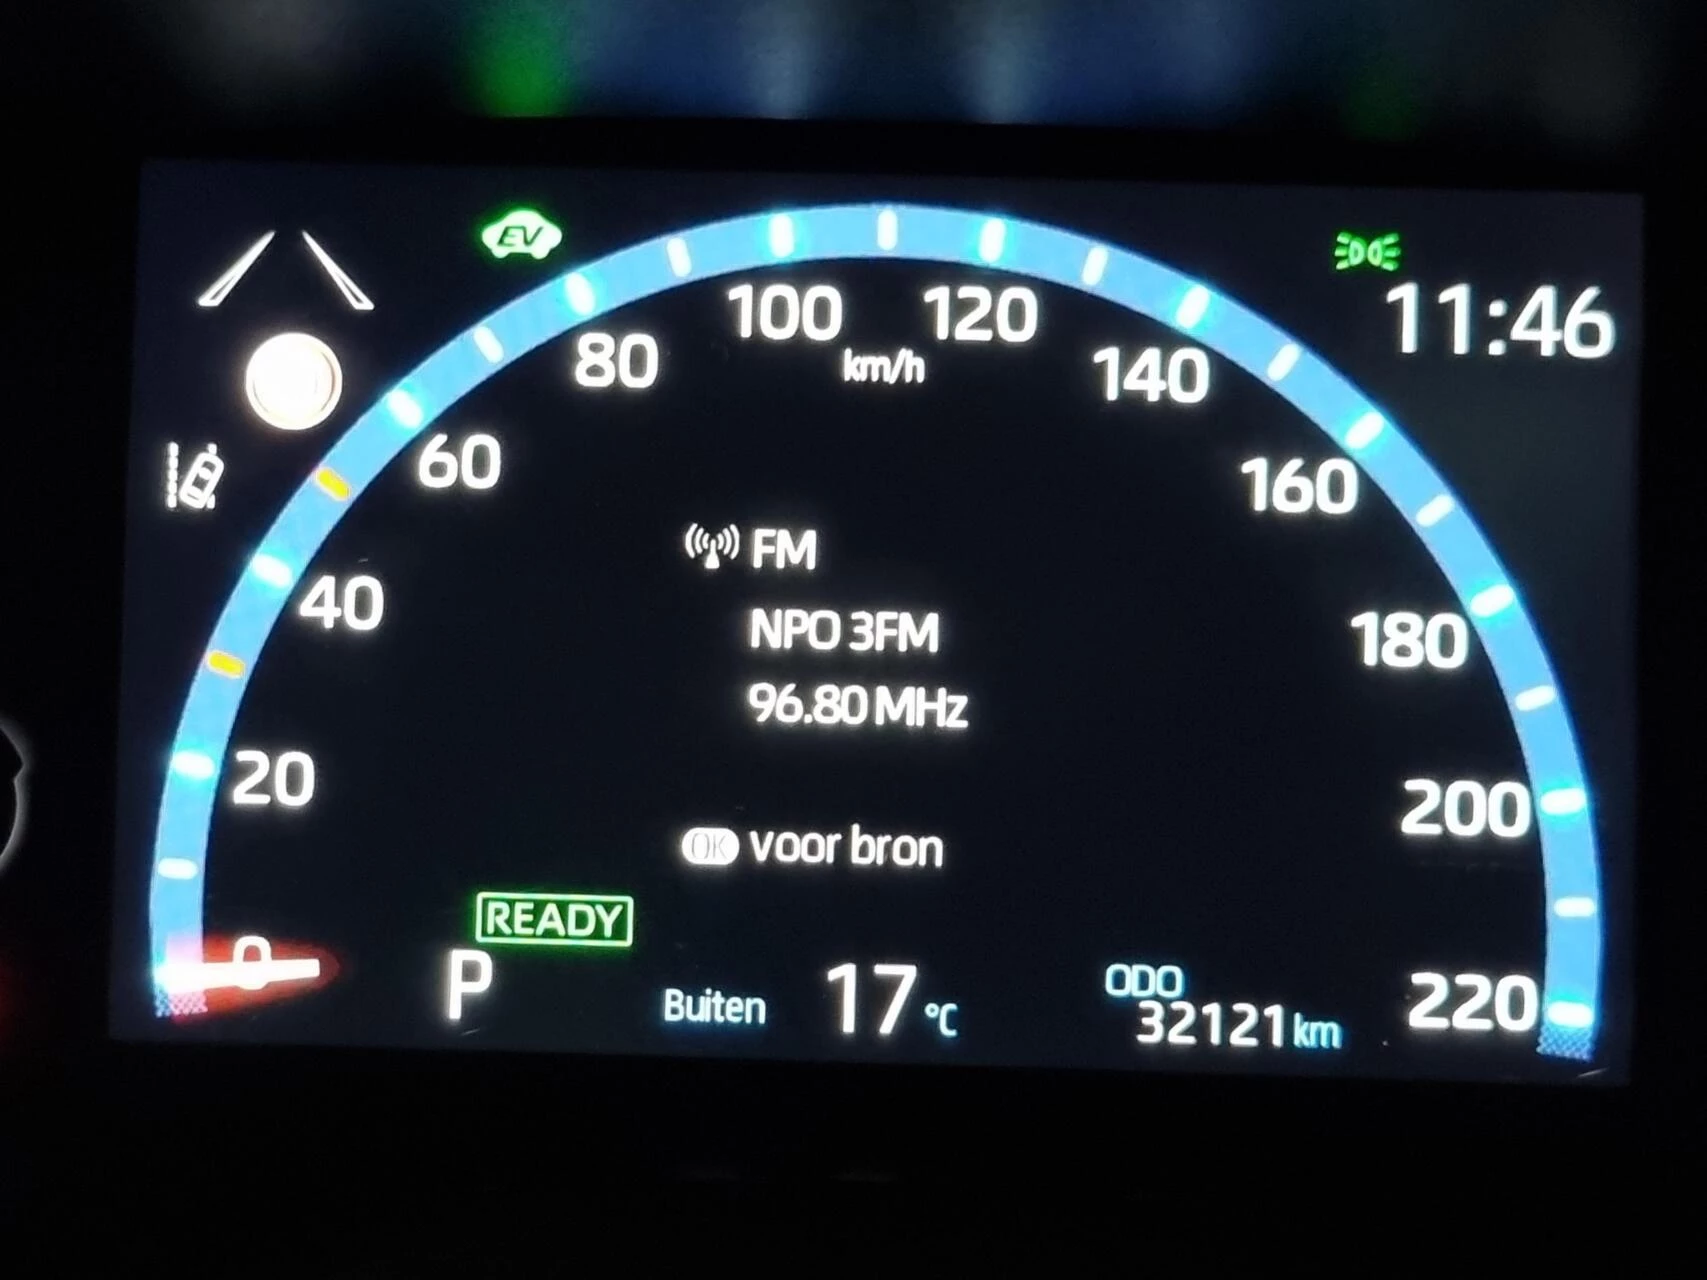 EV
11:46
100
120
80
km/h
140
60
160
FM
40
NPO 3FM
180
96.80 MHz
20
200
OK voor bron
READY
0
P
Buiten 17 °C
ODO
32121 km
220